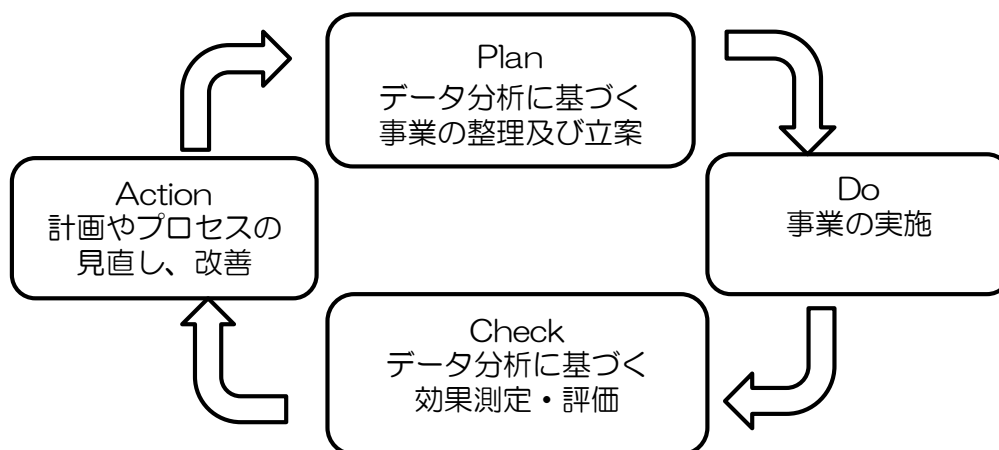 Plan
データ分析に基づく
事業の整理及び立案
Do
事業の実施
Check
データ分析に基づく
効果測定・評価
Action
計画やプロセスの
見直し、改善